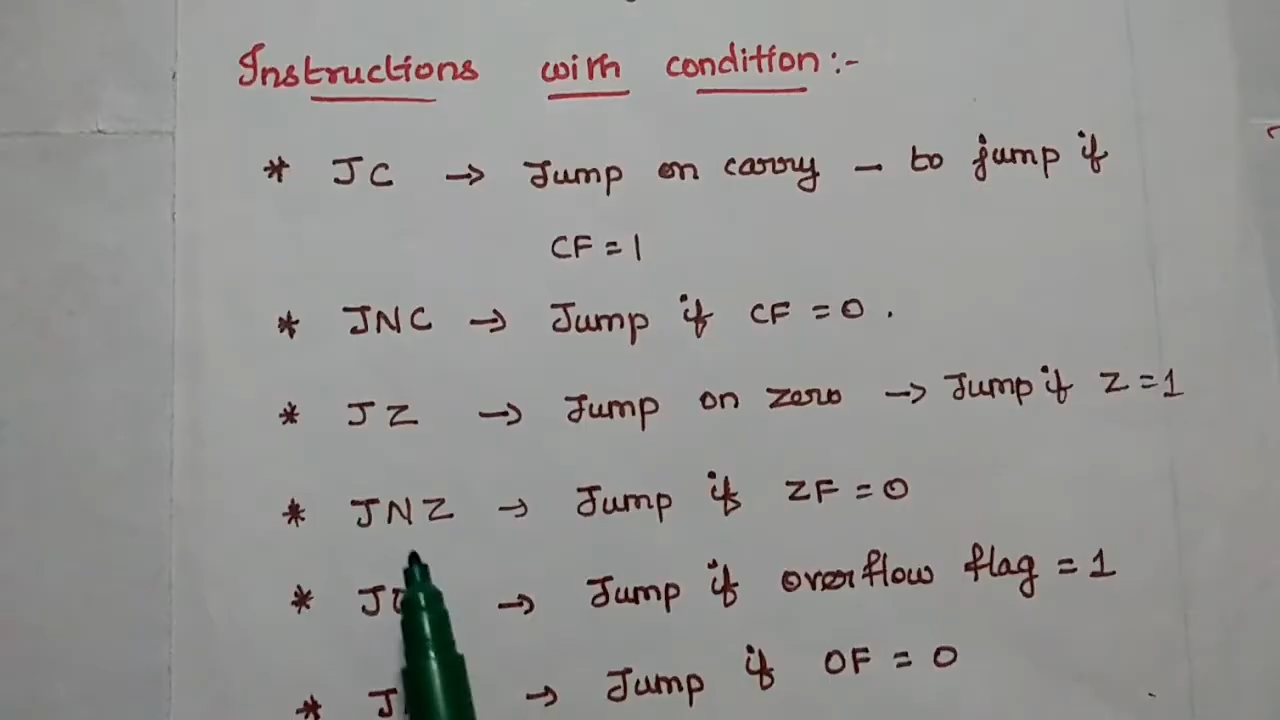 Instructions with condition :-
* JC → Jump on carry - to jump if
CF = 1
* JNC → Jump if CF = 0 .
* JZ → Jump on zero → Jump if Z = 1
* JNZ → Jump if ZF = 0
* → Jump if overflow flag = 1
* → Jump if OF = 0